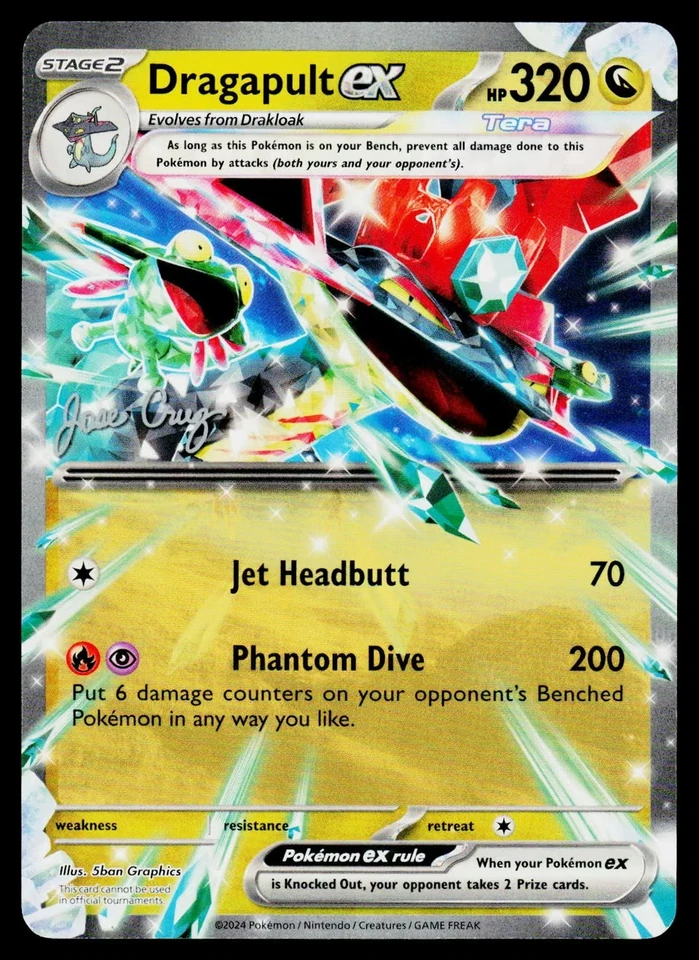 STAGE2
Dragapult ex
HP 320
Evolves from Drakloak
Tera
As long as this Pokémon is on your Bench, prevent all damage done to this
Pokémon by attacks (both yours and your opponent's).
Jose Cruz
Jet Headbutt 70
Phantom Dive 200
Put 6 damage counters on your opponent's Benched
Pokémon in any way you like.
weakness resistance retreat
Pokémon ex rule
When your Pokémon ex
is Knocked Out, your opponent takes 2 Prize cards.
Illus. 5ban Graphics
This card cannot be used
in official tournaments.
©2024 Pokémon / Nintendo / Creatures / GAME FREAK